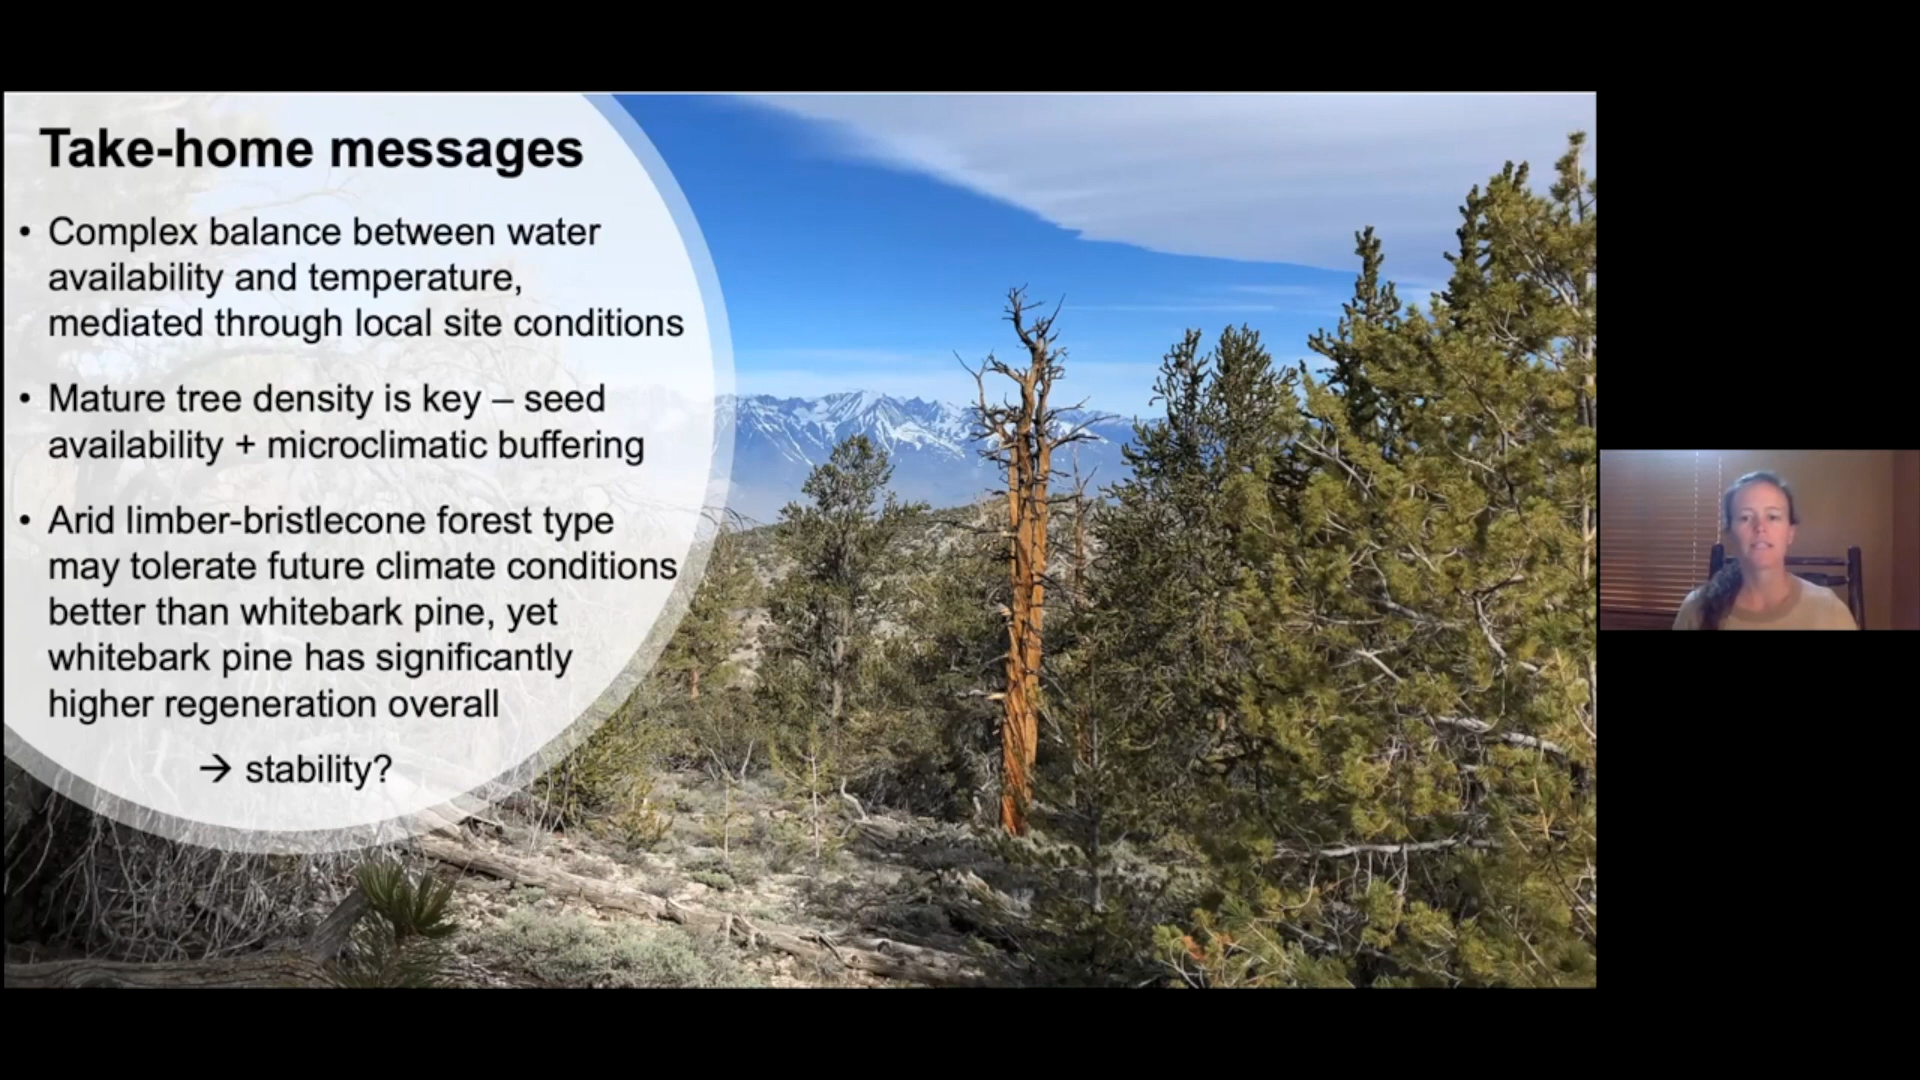 Take-home messages
• Complex balance between water
availability and temperature,
mediated through local site conditions
• Mature tree density is key – seed
availability + microclimatic buffering
• Arid limber-bristlecone forest type
may tolerate future climate conditions
better than whitebark pine, yet
whitebark pine has significantly
higher regeneration overall
→ stability?